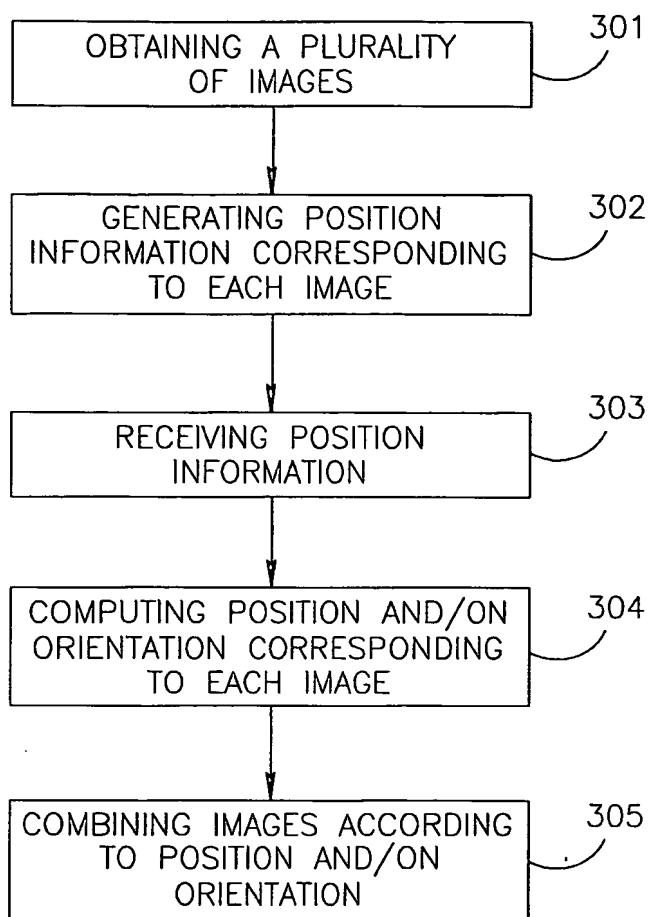 301
OBTAINING A PLURALITY
OF IMAGES
302
GENERATING POSITION
INFORMATION CORRESPONDING
TO EACH IMAGE
303
RECEIVING POSITION
INFORMATION
304
COMPUTING POSITION AND/ON
ORIENTATION CORRESPONDING
TO EACH IMAGE
305
COMBINING IMAGES ACCORDING
TO POSITION AND/ON
ORIENTATION